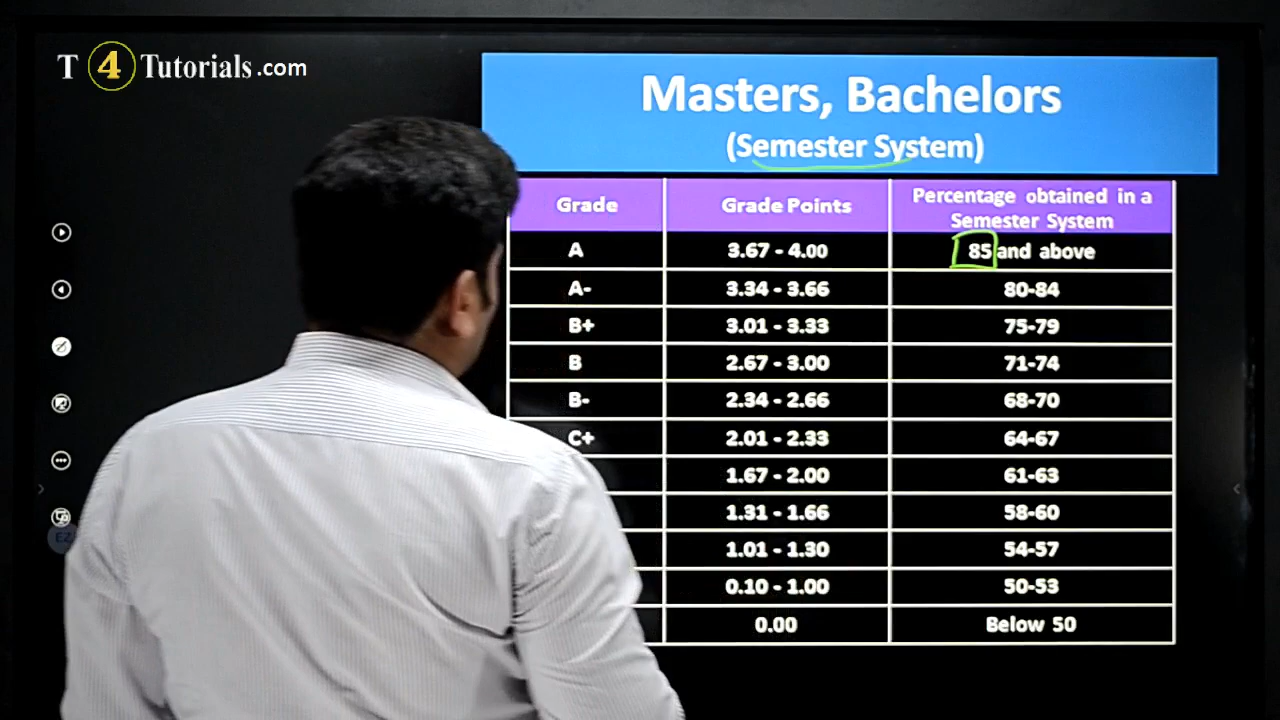 T 4 Tutorials .com
Masters, Bachelors
(Semester System)
Grade Grade Points Percentage obtained in a Semester System
A 3.67 - 4.00 85 and above
A- 3.34 - 3.66 80-84
B+ 3.01 - 3.33 75-79
B 2.67 - 3.00 71-74
B- 2.34 - 2.66 68-70
C+ 2.01 - 2.33 64-67
1.67 - 2.00 61-63
1.31 - 1.66 58-60
1.01 - 1.30 54-57
0.10 - 1.00 50-53
0.00 Below 50
EZ